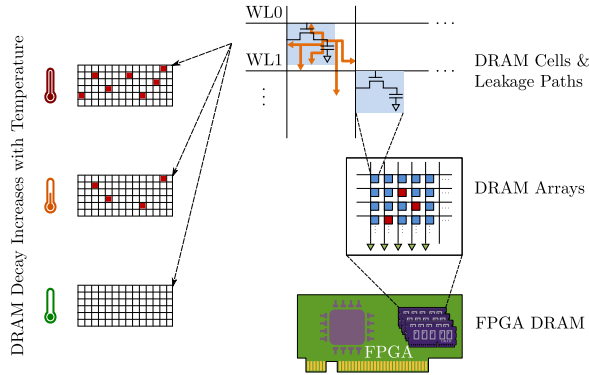 WL0
WL1
DRAM Cells &
Leakage Paths
DRAM Decay Increases with Temperature
DRAM Arrays
FPGA DRAM
FPGA